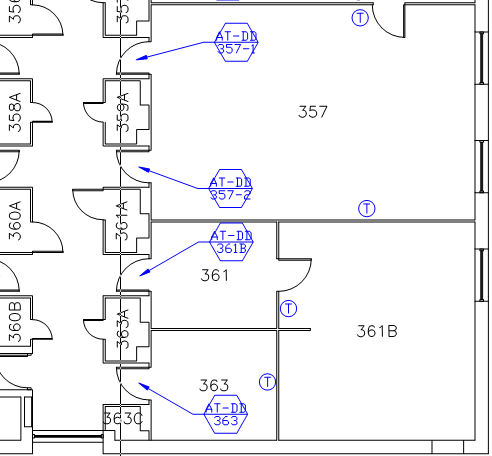 T
AT-DD
357-1
358A
359A
357
AT-DD
357-2
T
360A
361A
AT-DD
361B
361
T
360B
363A
361B
363
T
AT-DD
363
363C